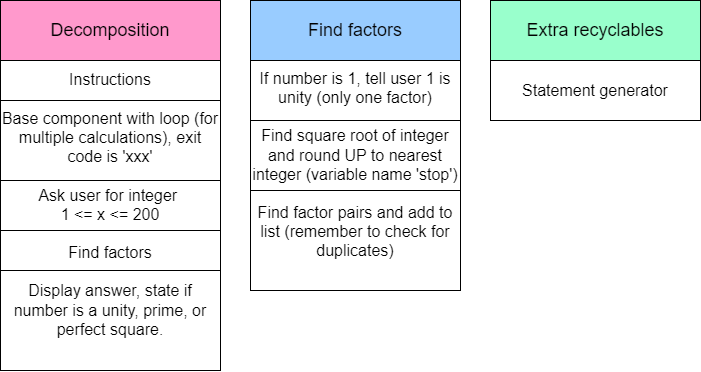 Decomposition
Instructions
Base component with loop (for
multiple calculations), exit
code is 'xxx'
Ask user for integer
1 <= x <= 200
Find factors
Display answer, state if
number is a unity, prime, or
perfect square.
Find factors
If number is 1, tell user 1 is
unity (only one factor)
Find square root of integer
and round UP to nearest
integer (variable name 'stop')
Find factor pairs and add to
list (remember to check for
duplicates)
Extra recyclables
Statement generator